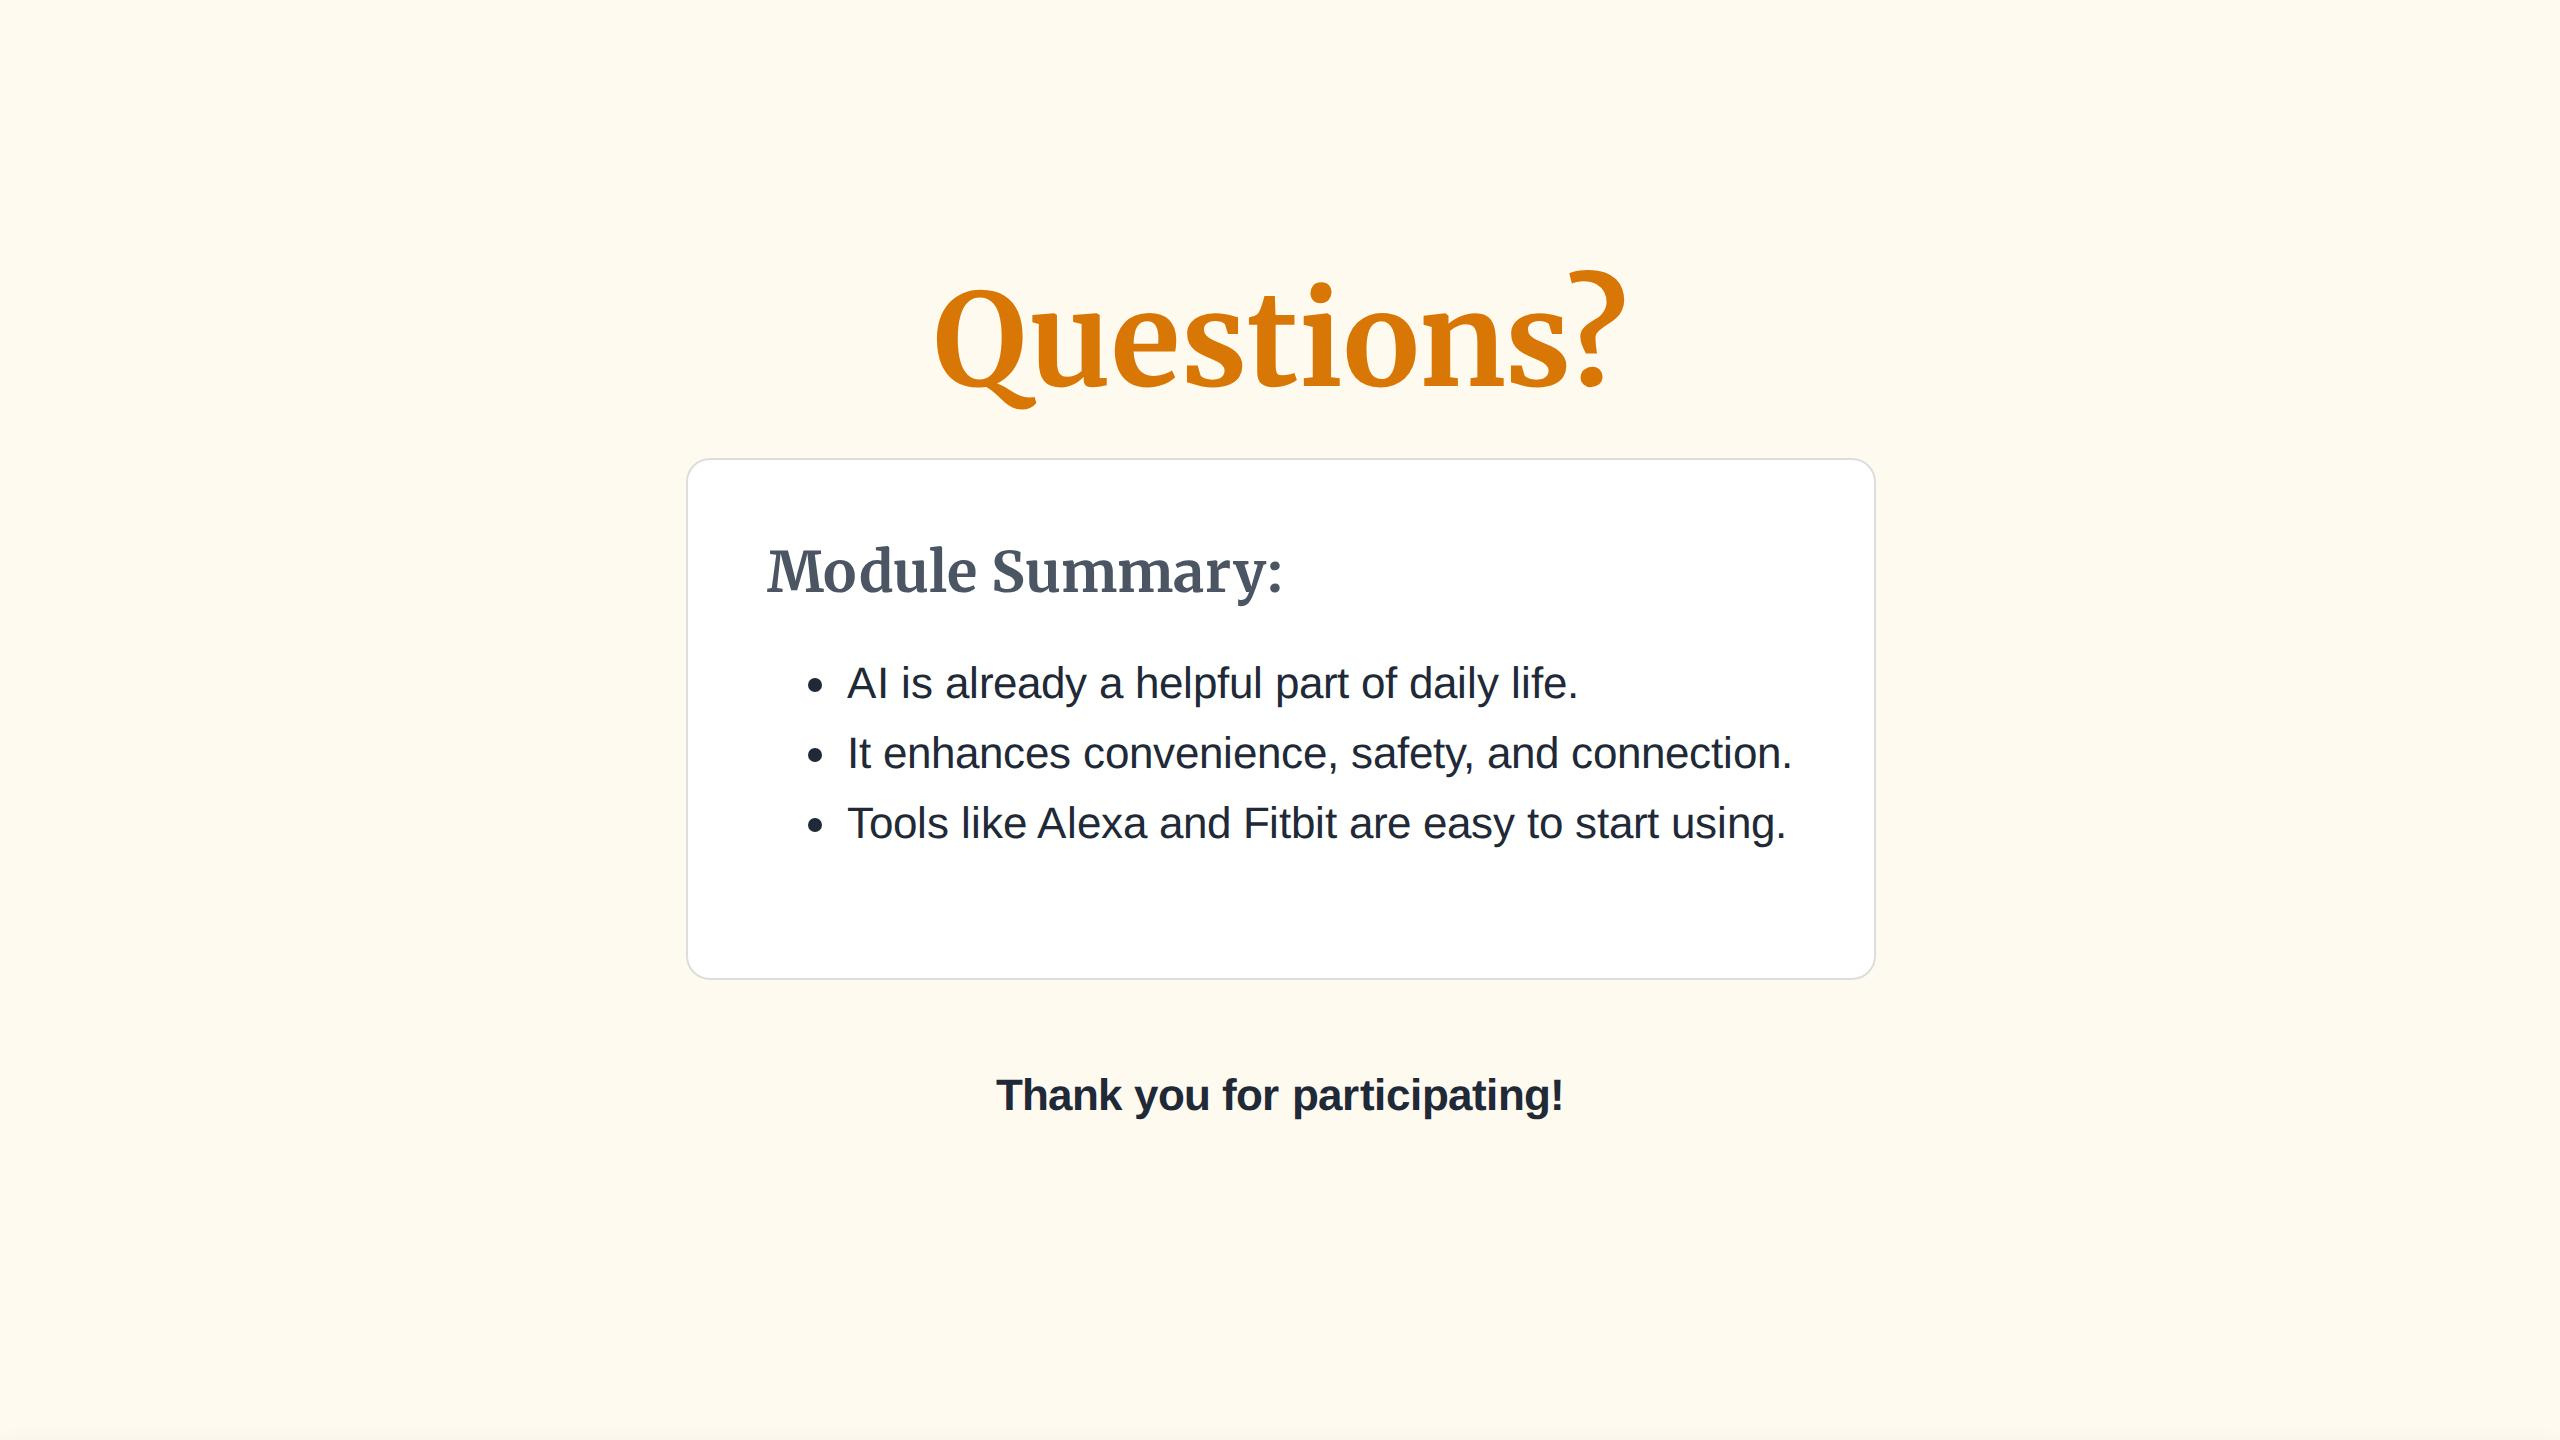 Questions?
Module Summary:
AI is already a helpful part of daily life.
It enhances convenience, safety, and connection.
Tools like Alexa and Fitbit are easy to start using.
Thank you for participating!